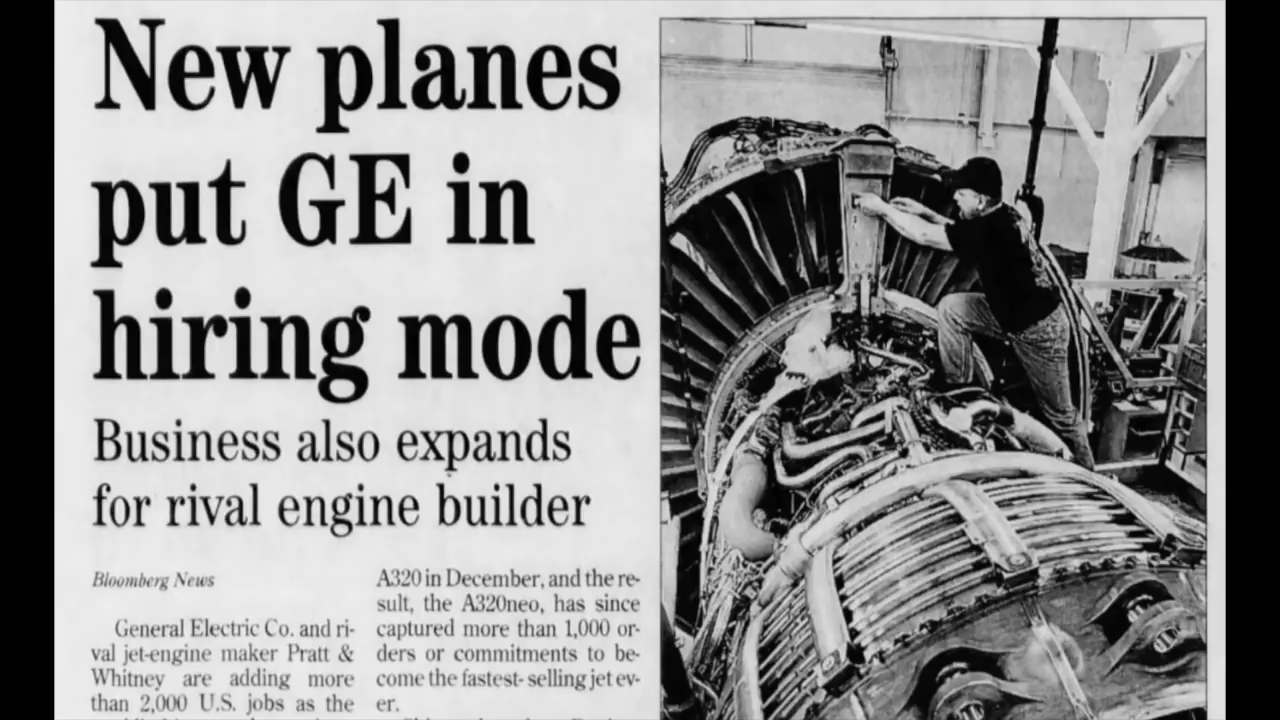 New planes
put GE in
hiring mode
Business also expands
for rival engine builder
Bloomberg News
General Electric Co. and ri-
val jet-engine maker Pratt &
Whitney are adding more
than 2,000 U.S. jobs as the
A320 in December, and the re-
sult, the A320neo, has since
captured more than 1,000 or-
ders or commitments to be-
come the fastest- selling jet ev-
er.